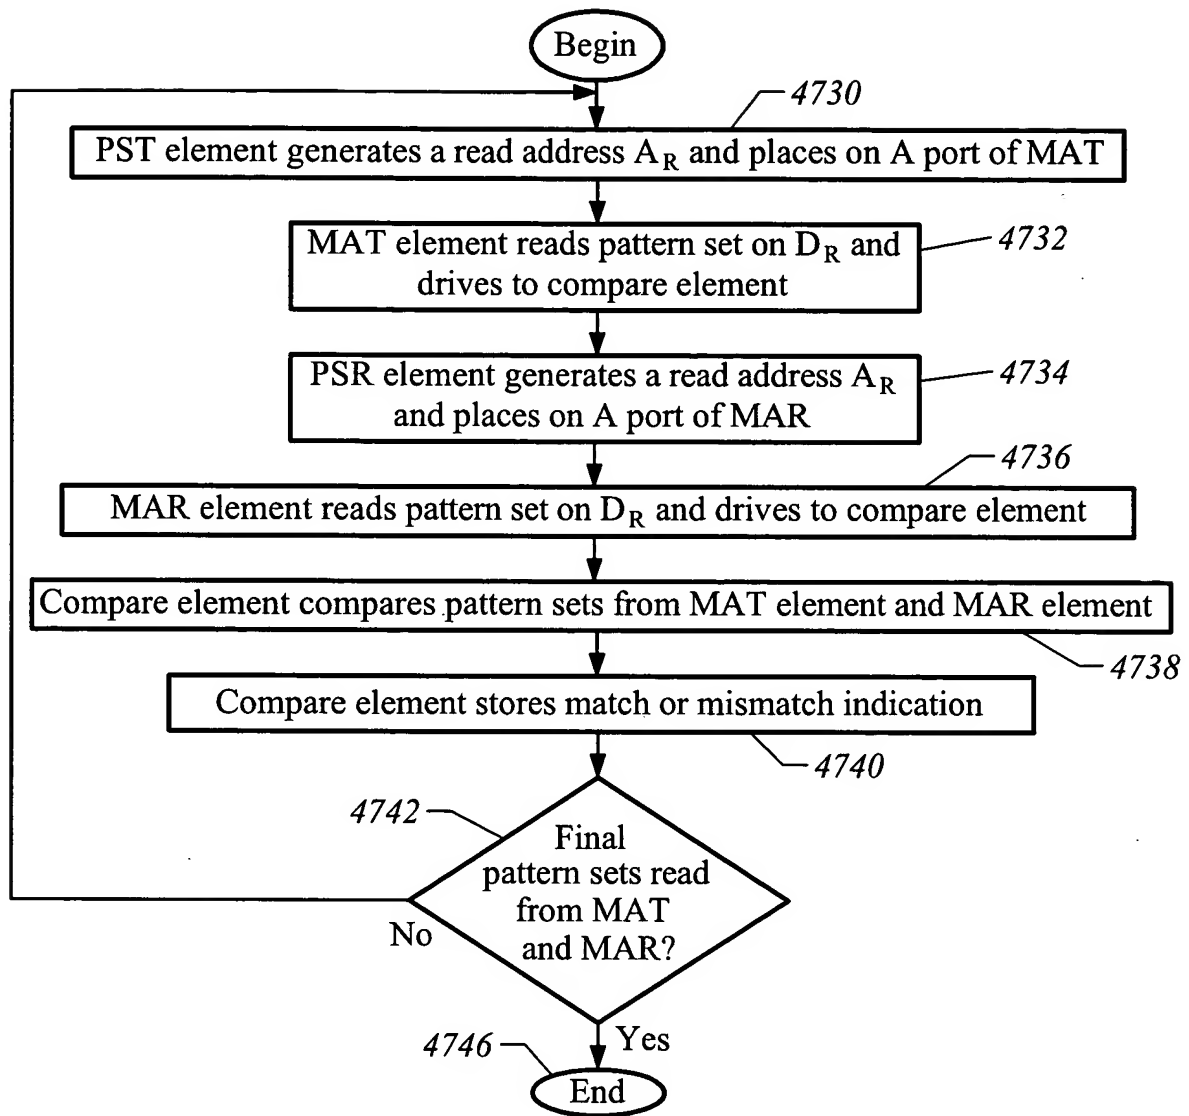 Begin
4730
PST element generates a read address A_R and places on A port of MAT
MAT element reads pattern set on D_R and
drives to compare element
4732
PSR element generates a read address A_R
and places on A port of MAR
4734
4736
MAR element reads pattern set on D_R and drives to compare element
Compare element compares pattern sets from MAT element and MAR element
4738
Compare element stores match or mismatch indication
4740
4742
Final
pattern sets read
from MAT
and MAR?
No
Yes
4746
End